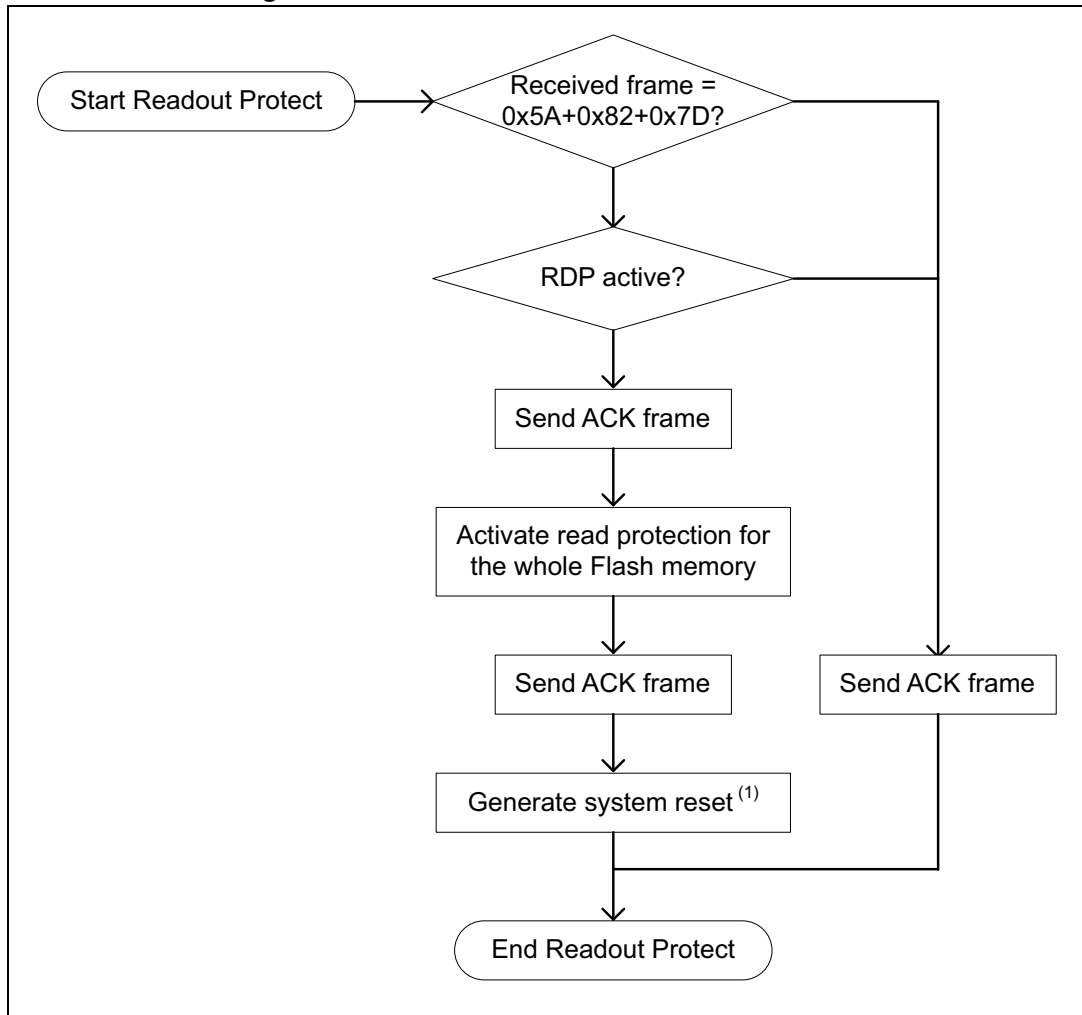 Start Readout Protect
Received frame =
0x5A+0x82+0x7D?
RDP active?
Send ACK frame
Activate read protection for
the whole Flash memory
Send ACK frame
Send ACK frame
Generate system reset (1)
End Readout Protect